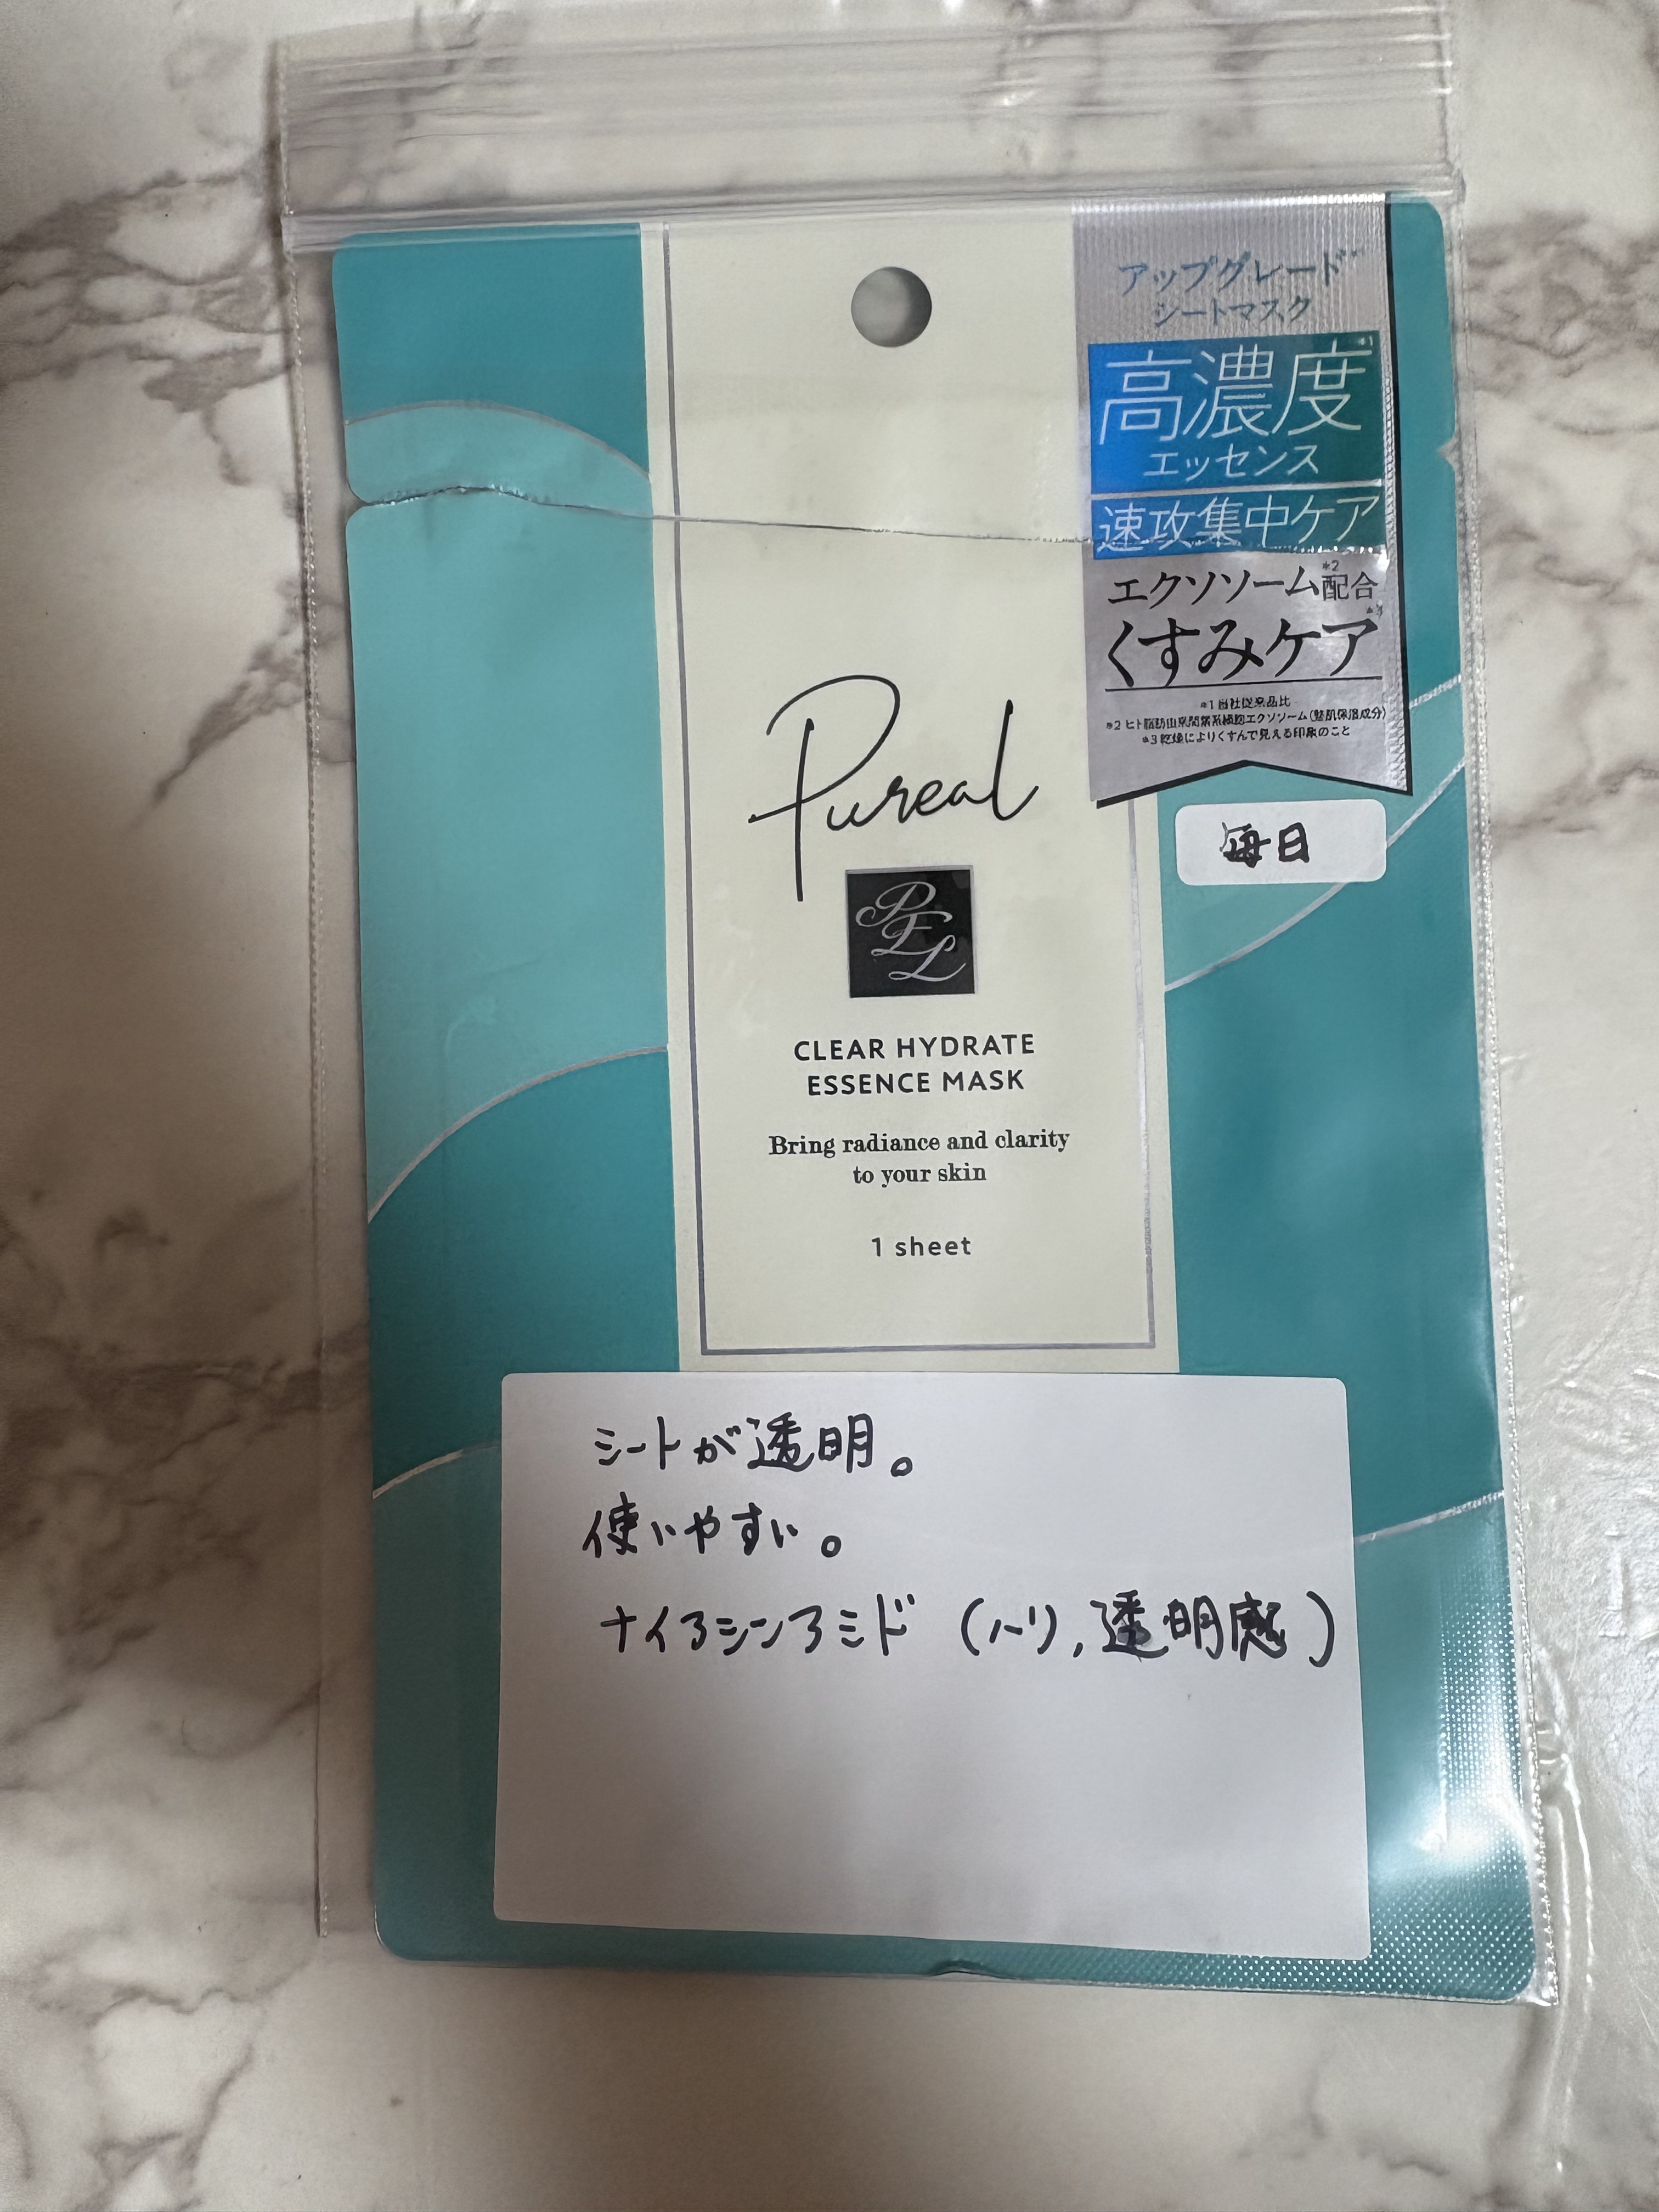 アップグレード
シートマスク
高濃度*1
エッセンス
速攻集中ケア
エクソソーム*2配合
くすみケア*3
*1 当社従来品比
*2 ヒト脂肪由来間葉系細胞エクソソーム(整肌保湿成分)
*3 乾燥によりくすんで見える印象のこと
Pureal
PEL
毎日
CLEAR HYDRATE
ESSENCE MASK
Bring radiance and clarity
to your skin
1 sheet
シートが透明。
使いやすい。
ナイアシンアミド(ハリ,透明感)